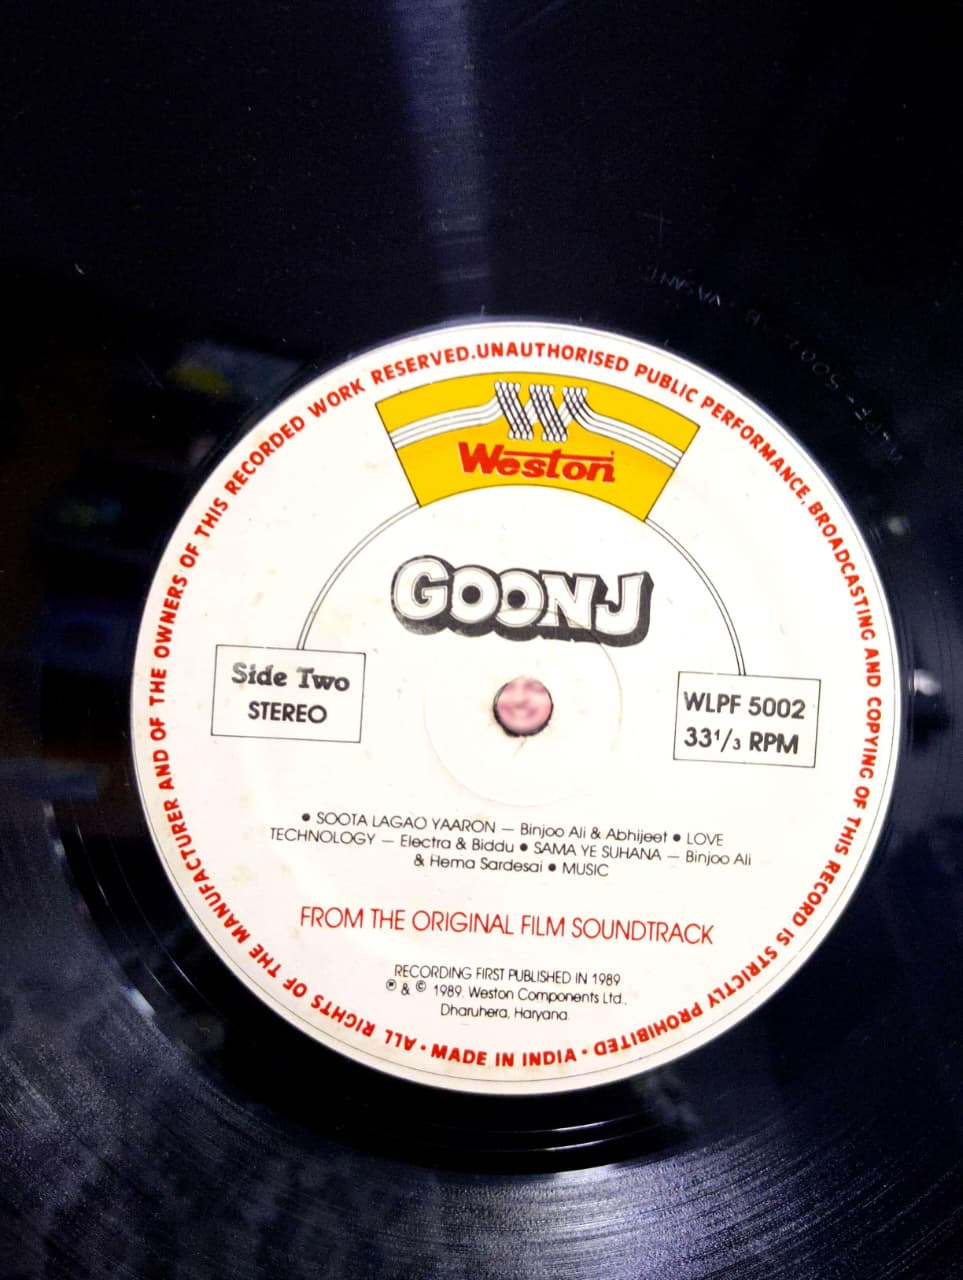 ALL RIGHTS OF THE MANUFACTURER AND OF THE OWNERS OF THIS RECORDED WORK RESERVED.UNAUTHORISED PUBLIC PERFORMANCE, BROADCASTING AND COPYING OF THIS RECORD IS STRICTLY PROHIBITED • MADE IN INDIA •
W
Weston
GOONJ
Side Two
STEREO
WLPF 5002
33¹/₃ RPM
• SOOTA LAGAO YAARON — Binjoo Ali & Abhijeet • LOVE
TECHNOLOGY — Electra & Biddu • SAMA YE SUHANA — Binjoo Ali
& Hema Sardesai • MUSIC
FROM THE ORIGINAL FILM SOUNDTRACK
RECORDING FIRST PUBLISHED IN 1989
℗ & © 1989. Weston Components Ltd.,
Dharuhera, Haryana.